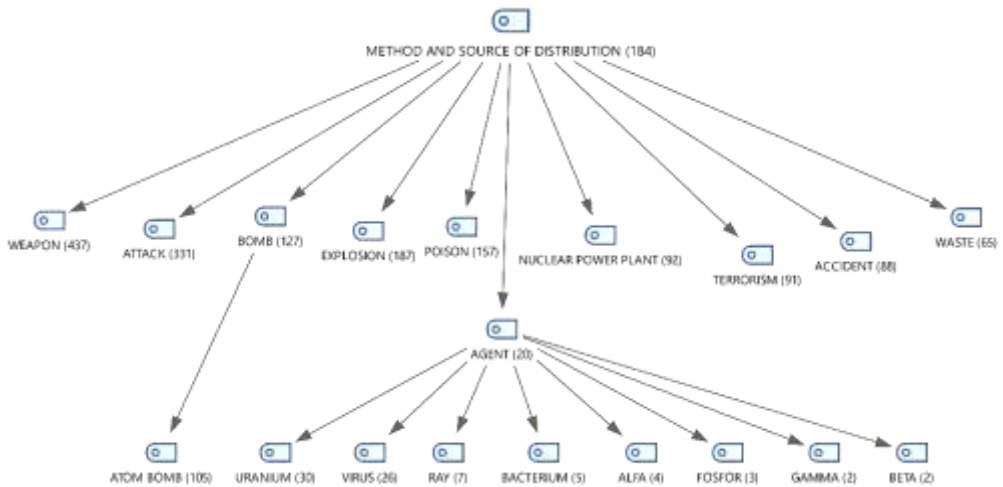 METHOD AND SOURCE OF DISTRIBUTION (184)
WEAPON (437)
ATTACK (331)
BOMB (127)
EXPLOSION (187)
POISON (157)
NUCLEAR POWER PLANT (92)
TERRORISM (91)
ACCIDENT (88)
WASTE (65)
AGENT (20)
ATOM BOMB (105)
URANIUM (30)
VIRUS (26)
RAY (7)
BACTERIUM (5)
ALFA (4)
FOSFOR (3)
GAMMA (2)
BETA (2)